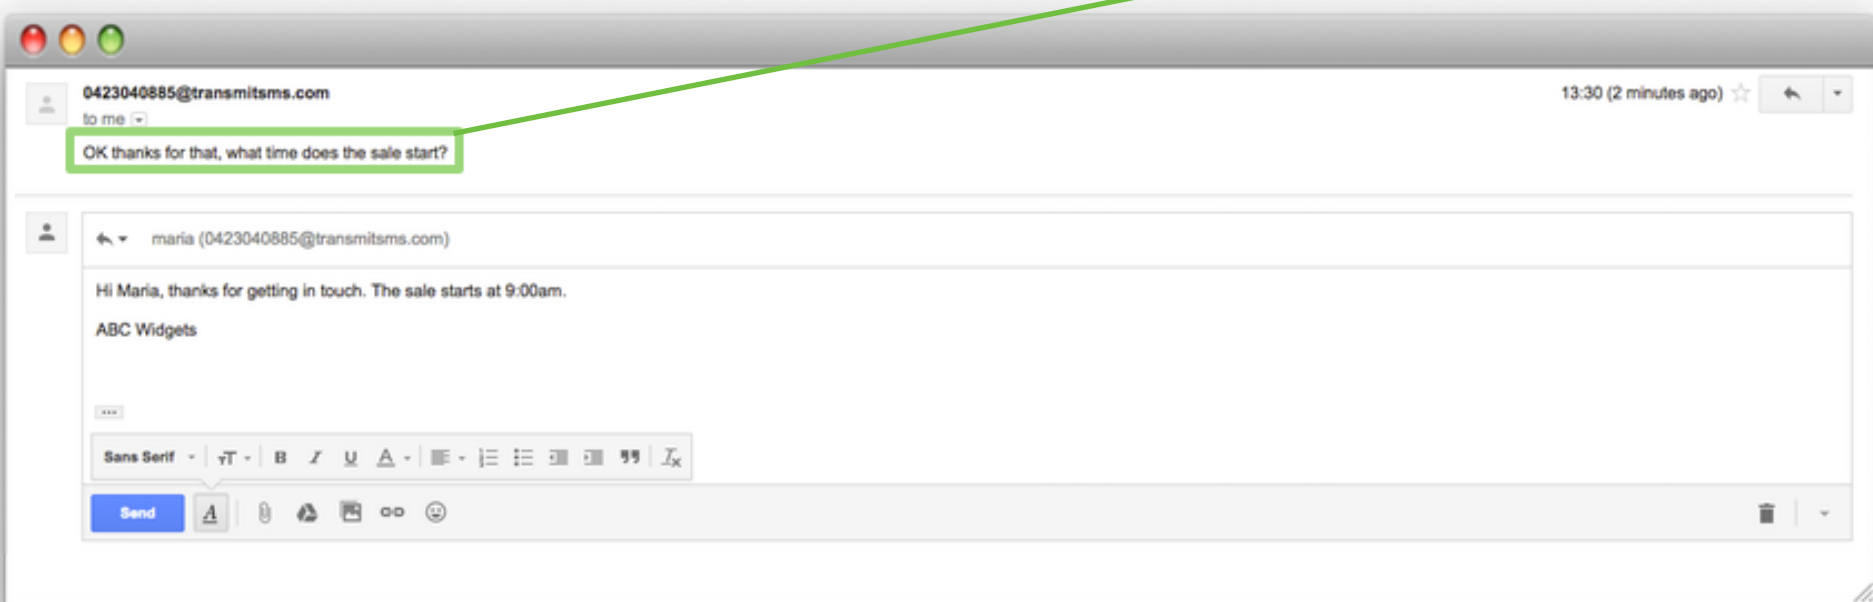 0423040885@transmitsms.com
13:30 (2 minutes ago)
to me
OK thanks for that, what time does the sale start?
maria (0423040885@transmitsms.com)
Hi Maria, thanks for getting in touch. The sale starts at 9:00am.
ABC Widgets
Sans Serif
Send